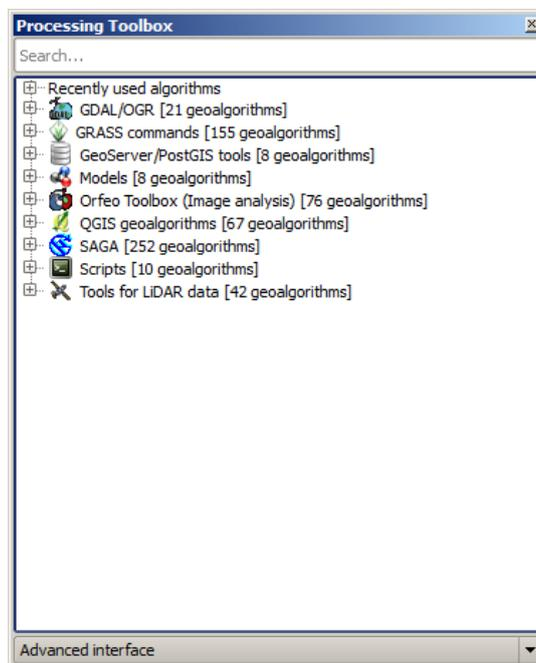 Processing Toolbox
Search...
Recently used algorithms
GDAL/OGR [21 geoalgorithms]
GRASS commands [155 geoalgorithms]
GeoServer/PostGIS tools [8 geoalgorithms]
Models [8 geoalgorithms]
Orfeo Toolbox (Image analysis) [76 geoalgorithms]
QGIS geoalgorithms [67 geoalgorithms]
SAGA [252 geoalgorithms]
Scripts [10 geoalgorithms]
Tools for LiDAR data [42 geoalgorithms]
Advanced interface